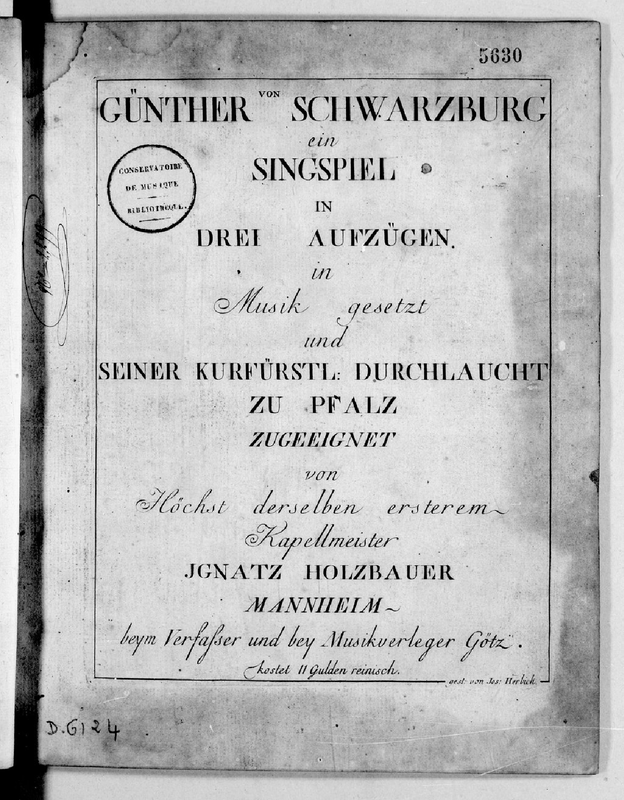 5630
GÜNTHER VON SCHWARZBURG
ein
SINGSPIEL
CONSERVATOIRE
DE MUSIQUE
BIBLIOTHEQUE.
IN
DREI AUFZÜGEN.
in
Musik gesetzt
und
SEINER KURFÜRSTL: DURCHLAUCHT
ZU PFALZ
ZUGEEIGNET
von
Höchst derselben ersterem
Kapellmeister
JGNATZ HOLZBAUER
MANNHEIM
beym Verfaſser und bey Musikverleger Götz.
kostet 11 Gulden reinisch.
gest: von Jos:
D.6124